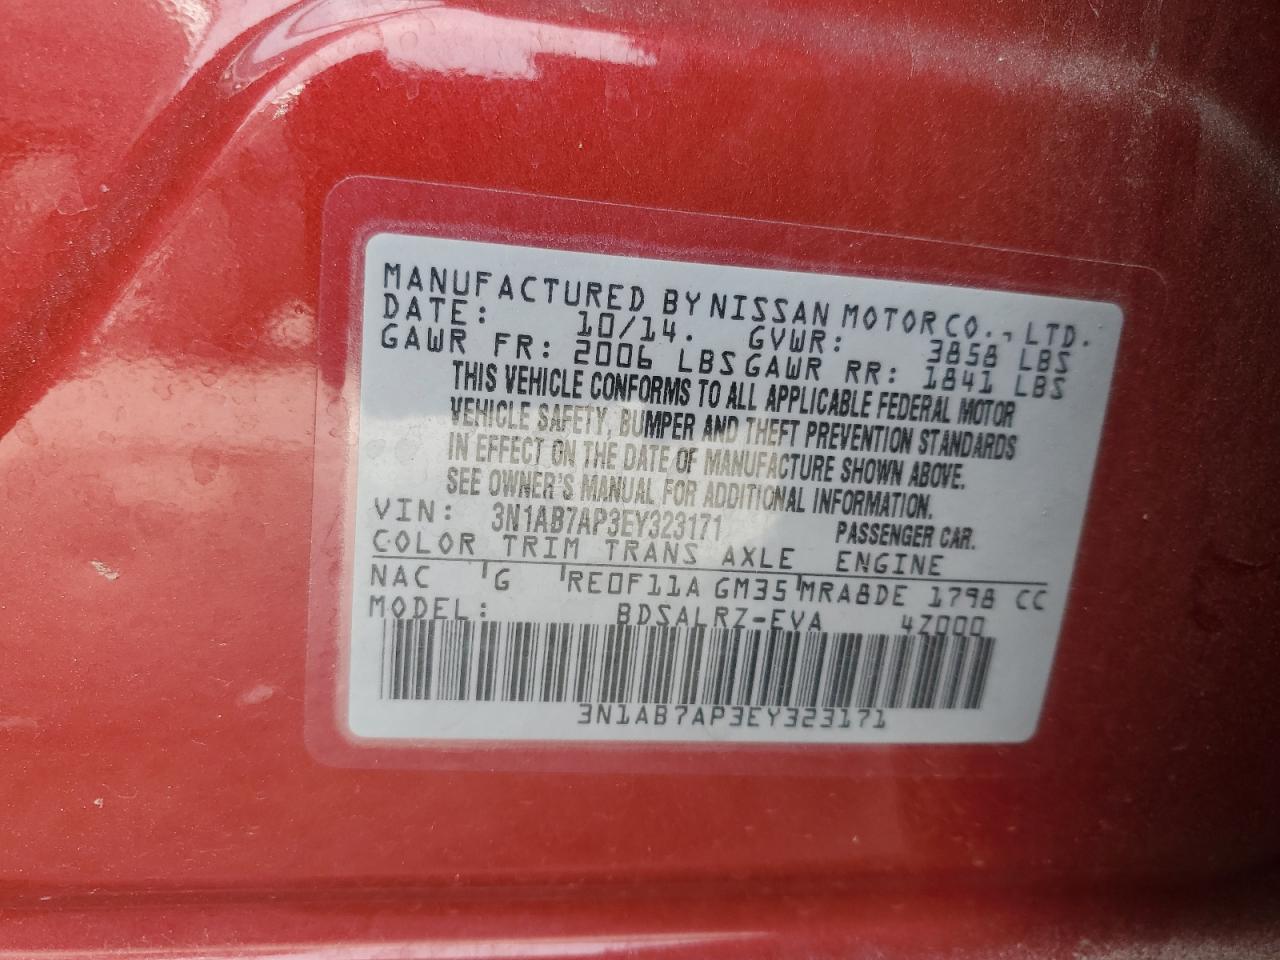 MANUFACTURED BY NISSAN MOTOR CO., LTD.
DATE: 10/14. GVWR: 3858 LBS
GAWR FR: 2006 LBS GAWR RR: 1841 LBS
THIS VEHICLE CONFORMS TO ALL APPLICABLE FEDERAL MOTOR
VEHICLE SAFETY, BUMPER AND THEFT PREVENTION STANDARDS
IN EFFECT ON THE DATE OF MANUFACTURE SHOWN ABOVE.
SEE OWNER'S MANUAL FOR ADDITIONAL INFORMATION.
VIN: 3N1AB7AP3EY323171 PASSENGER CAR.
COLOR TRIM TRANS AXLE ENGINE
NAC G RE0F11A GM35 MRA8DE 1798 CC
MODEL: BDSALRZ-EVA 4Z000
3N1AB7AP3EY323171